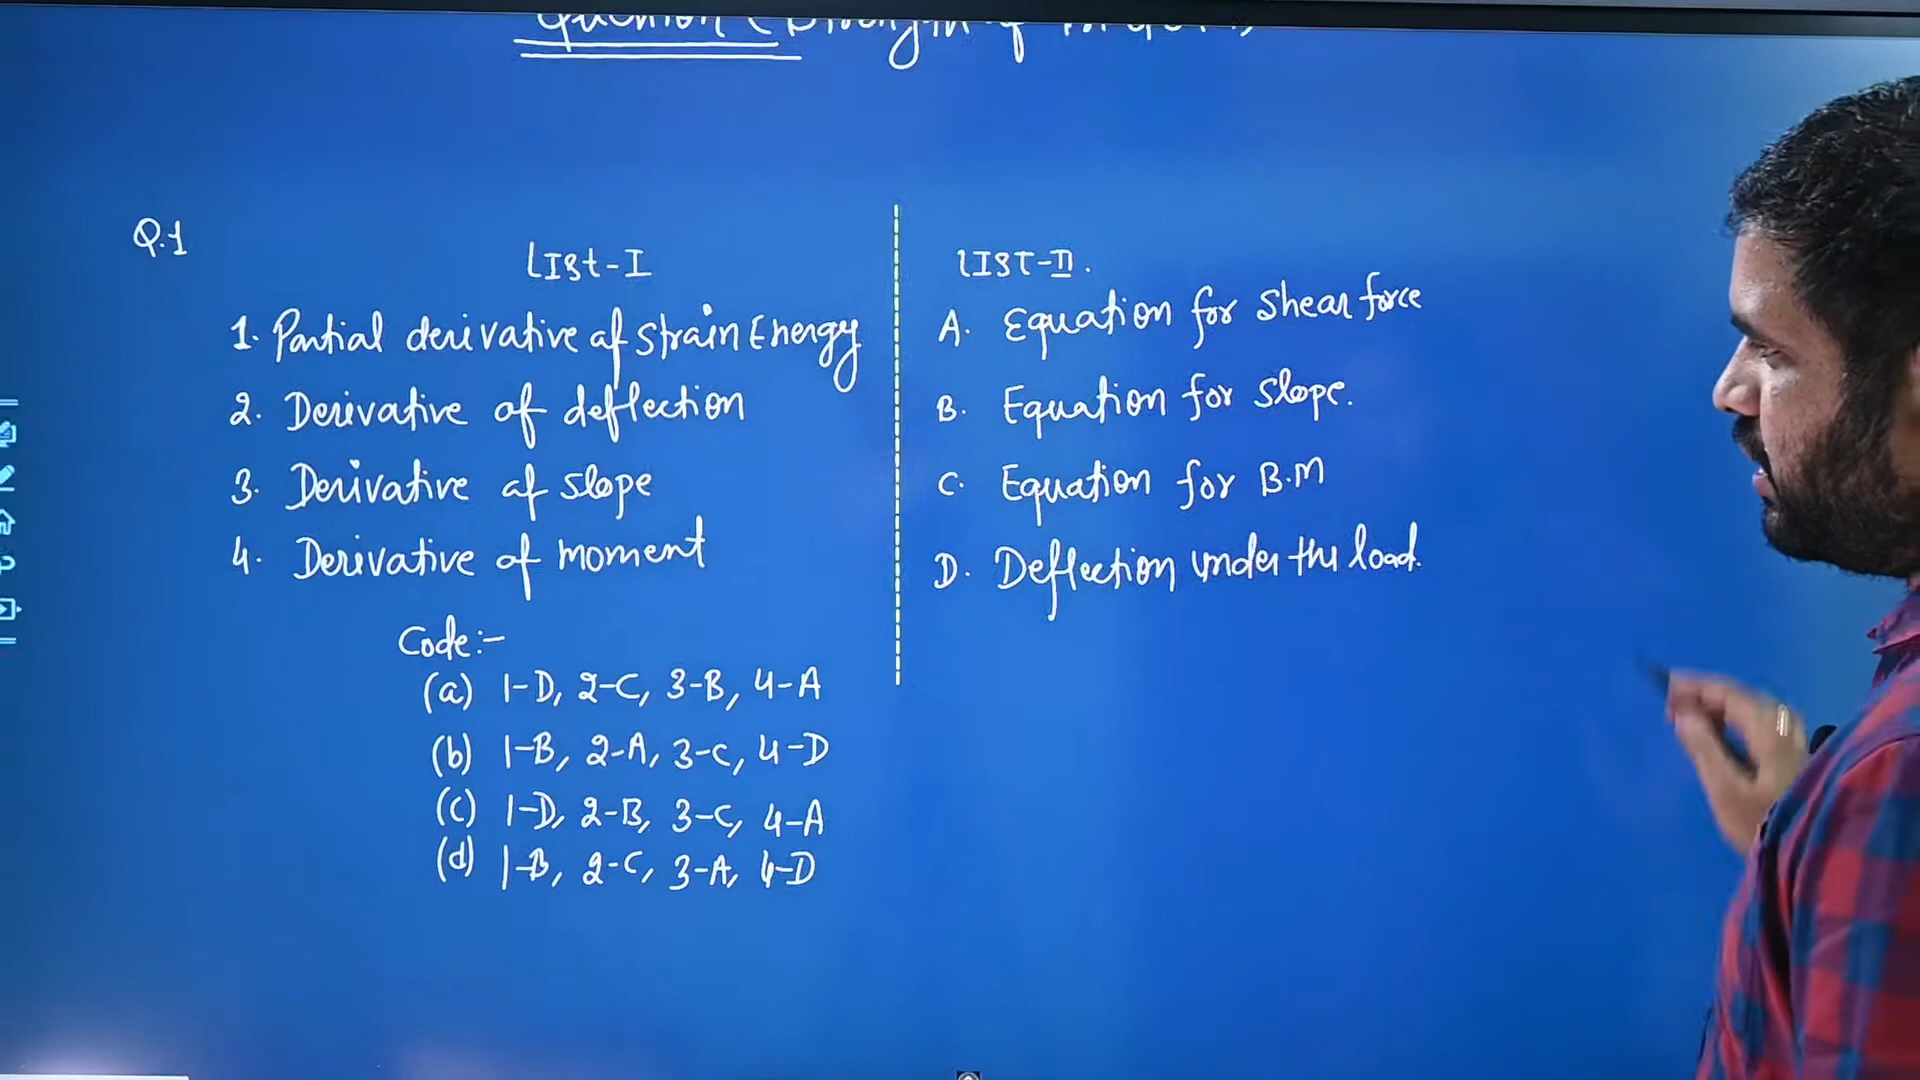 Q.1
LIST-I
1. Partial derivative of strain Energy
2. Derivative of deflection
3. Derivative of slope
4. Derivative of moment
LIST-II.
A. Equation for Shear force
B. Equation for slope.
C. Equation for B.M
D. Deflection under the load.
Code:-
(a) 1-D, 2-C, 3-B, 4-A
(b) 1-B, 2-A, 3-C, 4-D
(c) 1-D, 2-B, 3-C, 4-A
(d) 1-B, 2-C, 3-A, 4-D